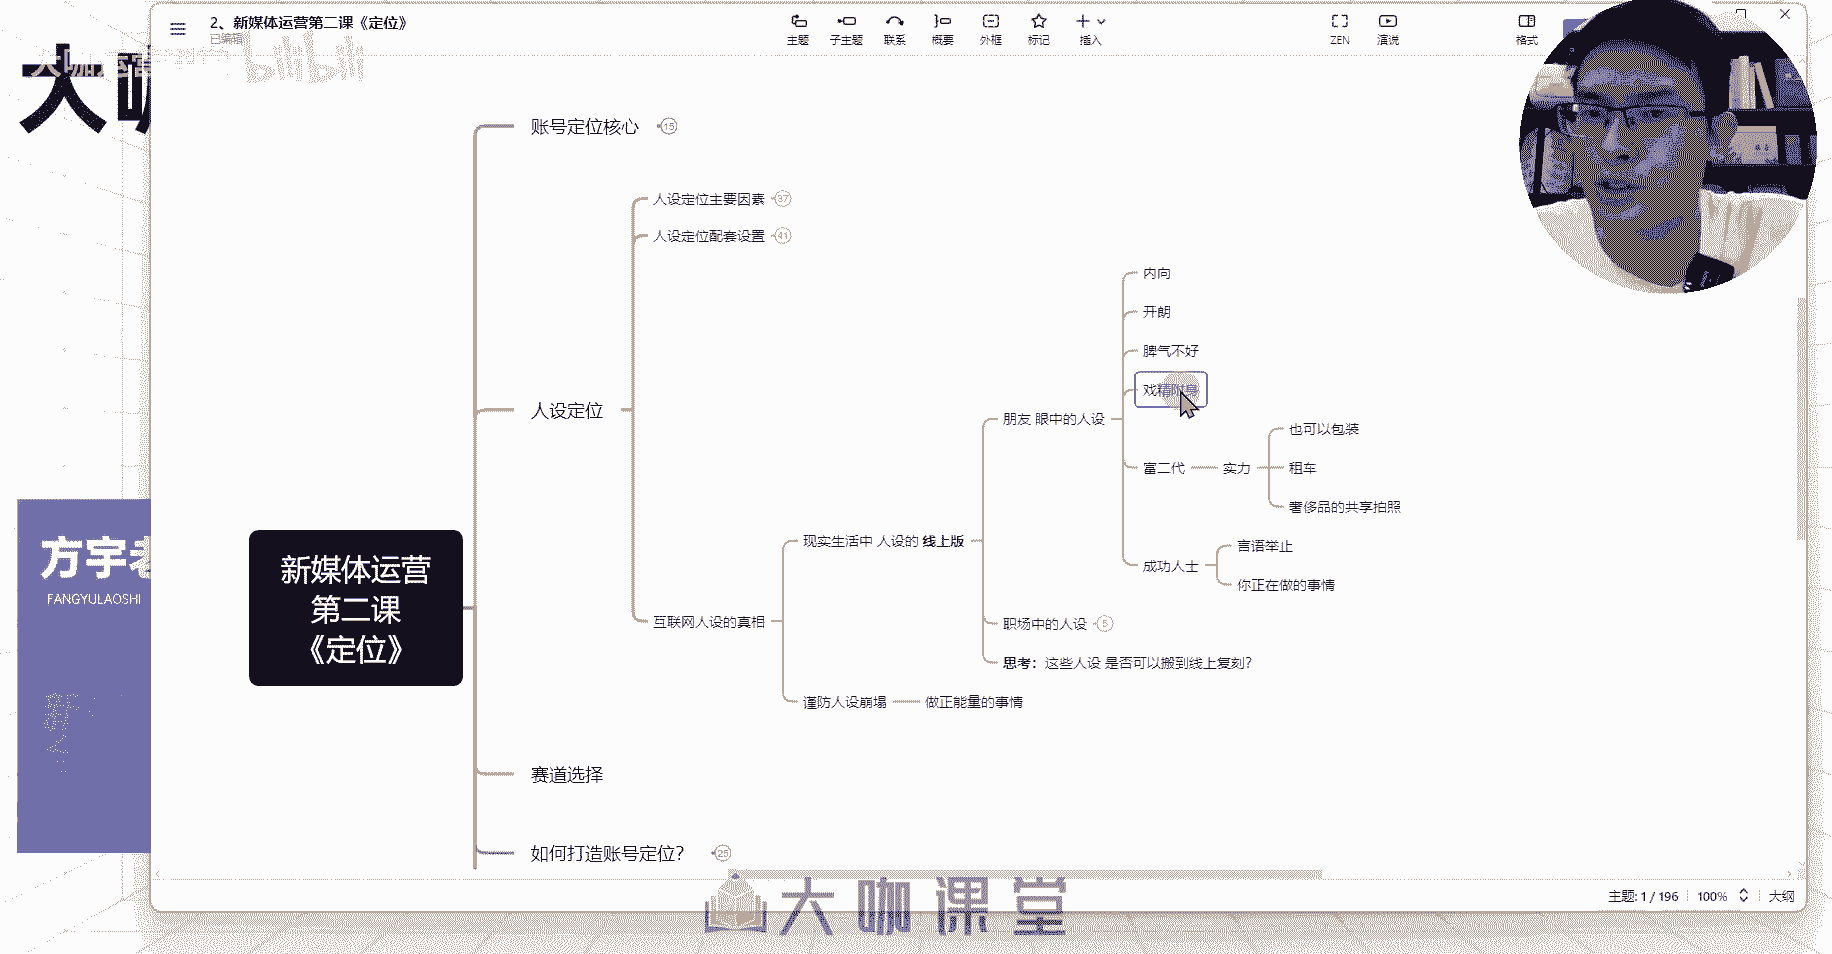 2、新媒体运营第二课《定位》
已编辑
主题
子主题
联系
概要
外框
标记
插入
ZEN
演说
格式
大咖运营
bilibili
大
账号定位核心
15
人设定位主要因素
37
人设定位配套设置
41
内向
开朗
脾气不好
戏精附身
人设定位
朋友 眼中的人设
也可以包装
富二代
实力
租车
奢侈品的共享拍照
现实生活中 人设的 线上版
言语举止
成功人士
你正在做的事情
新媒体运营
第二课
《定位》
互联网人设的真相
职场中的人设
5
思考：这些人设 是否可以搬到线上复刻？
谨防人设崩塌
做正能量的事情
赛道选择
如何打造账号定位？
25
方宇老
FANGYULAOSHI
主题: 1 / 196
100%
大纲
大咖课堂